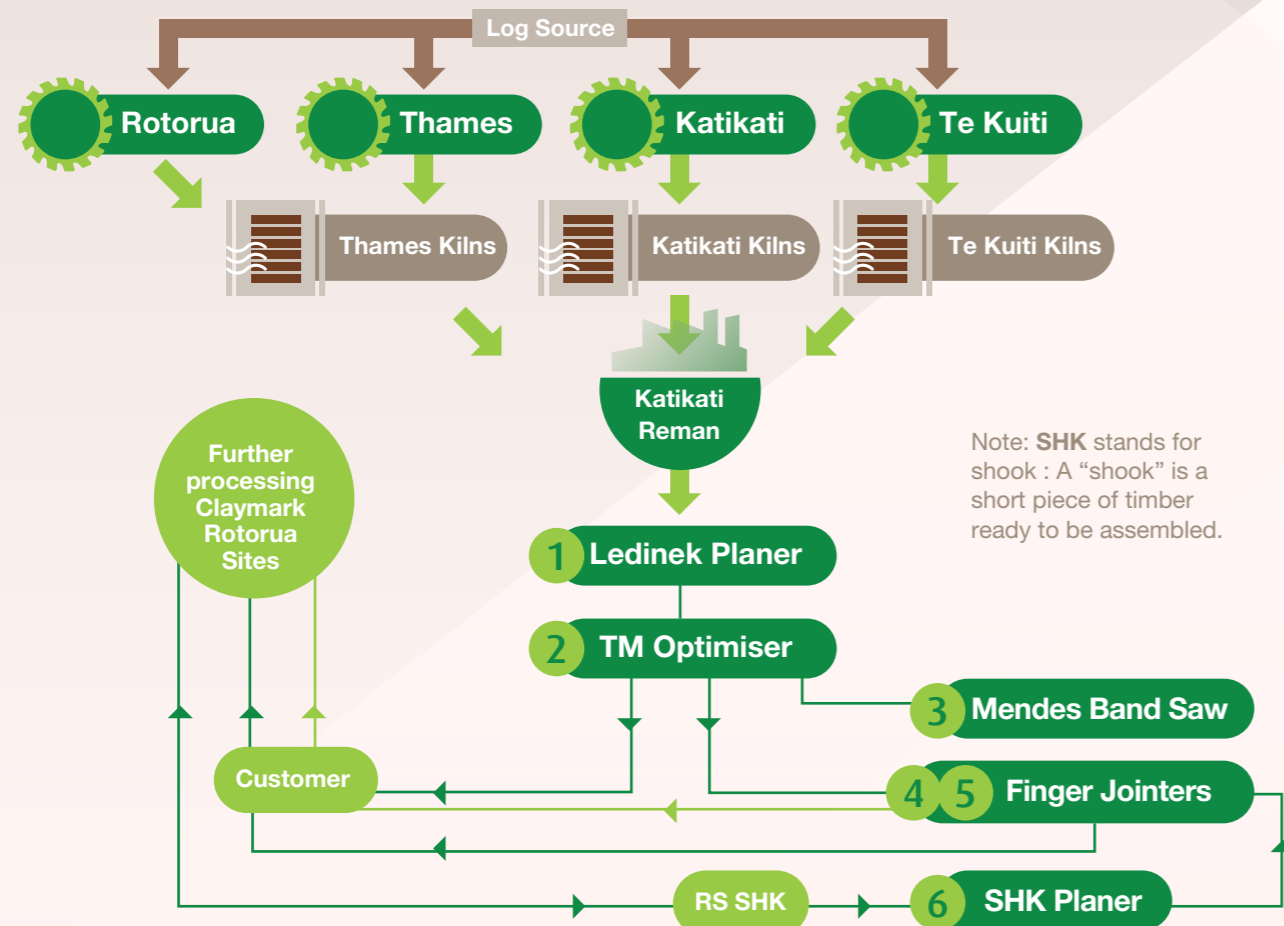 Log Source
Rotorua
Thames
Katikati
Te Kuiti
Thames Kilns
Katikati Kilns
Te Kuiti Kilns
Katikati
Reman
Further
processing
Claymark
Rotorua
Sites
Note: SHK stands for
shook : A “shook” is a
short piece of timber
ready to be assembled.
1 Ledinek Planer
2 TM Optimiser
3 Mendes Band Saw
Customer
4 5 Finger Jointers
RS SHK
6 SHK Planer